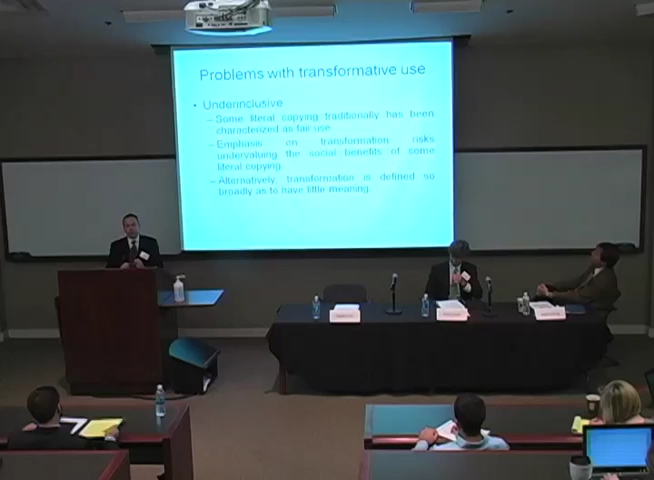 Problems with transformative use
• Underinclusive
– Some literal copying traditionally has been
characterized as fair use.
– Emphasis on transformation risks
undervaluing the social benefits of some
literal copying.
– Alternatively, transformation is defined so
broadly as to have little meaning.